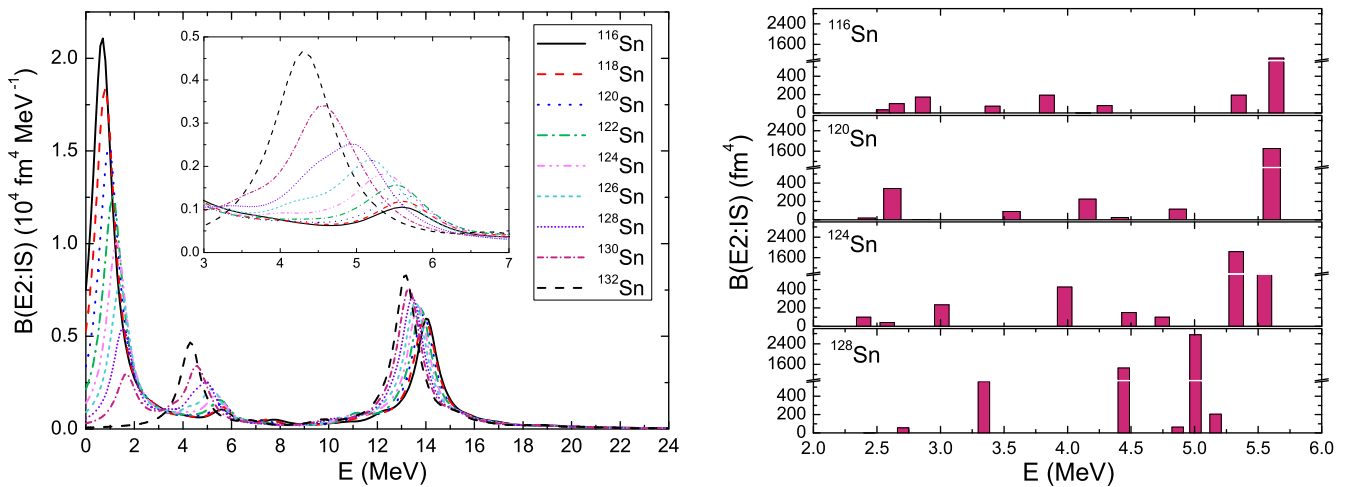 2.0
1.5
1.0
0.5
0.0
B(E2:IS) (10⁴ fm⁴ MeV⁻¹)
0 2 4 6 8 10 12 14 16 18 20 22 24
E (MeV)
0.5
0.4
0.3
0.2
0.1
0.0
3 4 5 6 7
¹¹⁶Sn
¹¹⁸Sn
¹²⁰Sn
¹²²Sn
¹²⁴Sn
¹²⁶Sn
¹²⁸Sn
¹³⁰Sn
¹³²Sn
B(E2:IS) (fm⁴)
¹¹⁶Sn
2400
1600
400
200
0
¹²⁰Sn
2400
1600
400
200
0
¹²⁴Sn
2400
1600
400
200
0
¹²⁸Sn
2400
1600
400
200
0
2.0 2.5 3.0 3.5 4.0 4.5 5.0 5.5 6.0
E (MeV)